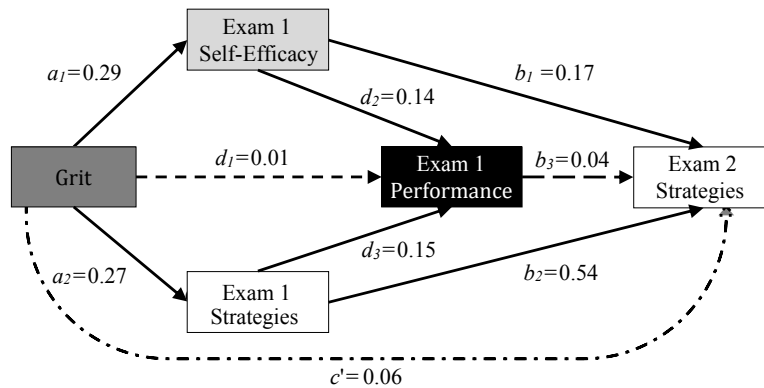 Exam 1
Self-Efficacy
a₁=0.29
b₁ =0.17
d₂=0.14
Grit
d₁=0.01
Exam 1
Performance
b₃=0.04
Exam 2
Strategies
a₂=0.27
d₃=0.15
b₂=0.54
Exam 1
Strategies
c'=0.06